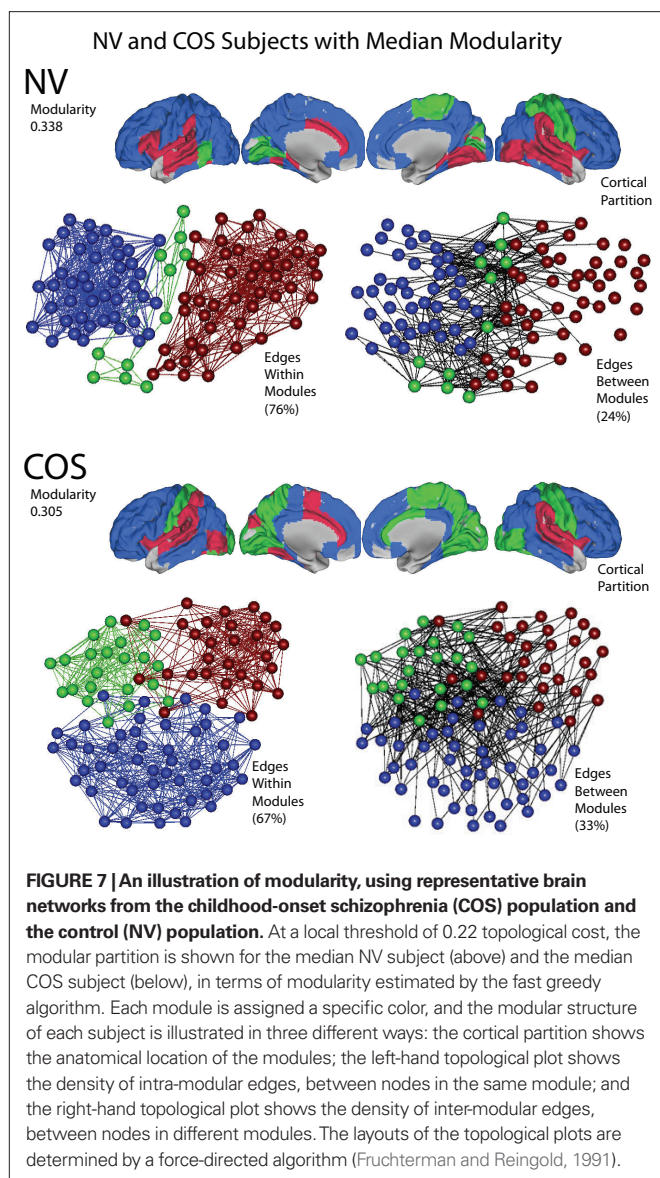 NV and COS Subjects with Median Modularity
NV
Modularity
0.338
Cortical
Partition
Edges
Within
Modules
(76%)
Edges
Between
Modules
(24%)
COS
Modularity
0.305
Cortical
Partition
Edges
Within
Modules
(67%)
Edges
Between
Modules
(33%)
FIGURE 7 | An illustration of modularity, using representative brain
networks from the childhood-onset schizophrenia (COS) population and
the control (NV) population. At a local threshold of 0.22 topological cost, the
modular partition is shown for the median NV subject (above) and the median
COS subject (below), in terms of modularity estimated by the fast greedy
algorithm. Each module is assigned a specific color, and the modular structure
of each subject is illustrated in three different ways: the cortical partition shows
the anatomical location of the modules; the left-hand topological plot shows
the density of intra-modular edges, between nodes in the same module; and
the right-hand topological plot shows the density of inter-modular edges,
between nodes in different modules. The layouts of the topological plots are
determined by a force-directed algorithm (Fruchterman and Reingold, 1991).